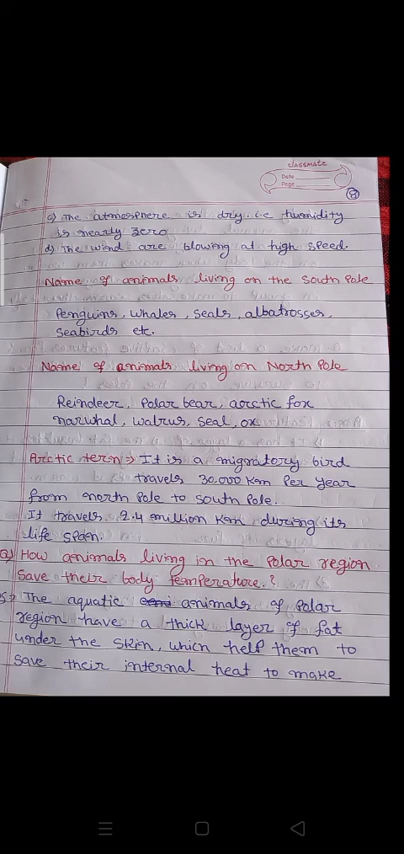 classmate
Date
Page
8
c) The atmosphere is dry i.e humidity
is nearly zero
d) The wind are blowing at high speed.
Name of animals living on the South Pole
Penguins, whales, seals, albatrosses,
seabirds etc.
Name of animals living on North Pole
Reindeer, Polar bear, arctic fox
narwhal, walrus, seal, ox
Arctic tern ⇒ It is a migratory bird
travels 30,000 Km Per year
from north Pole to South Pole.
It travels 2.4 million Km during its
life span.
Q) How animals living in the Polar region
save their body temperature.?
The aquatic animals of Polar
region have a thick layer of fat
under the skin, which help them to
save their internal heat to make